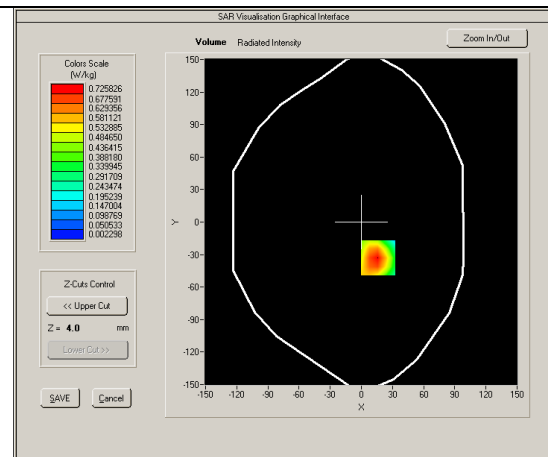 SAR Visualisation Graphical Interface
Volume Radiated Intensity
Zoom In/Out
Colors Scale
(W/kg)
0.725826
0.677591
0.629356
0.581121
0.532885
0.484650
0.436415
0.388180
0.339945
0.291709
0.243474
0.195239
0.147004
0.098769
0.050533
0.002298
Z-Cuts Control
<< Upper Cut
Z = 4.0 mm
Lower Cut >>
SAVE Cancel
150
120
90
60
30
0
-30
-60
-90
-120
-150
Y
-150 -120 -90 -60 -30 0 30 60 90 120 150
X